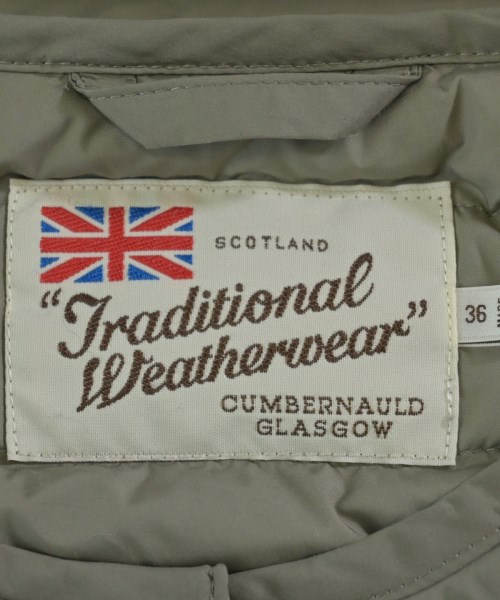 SCOTLAND
"Traditional
Weatherwear"
CUMBERNAULD
GLASGOW
36